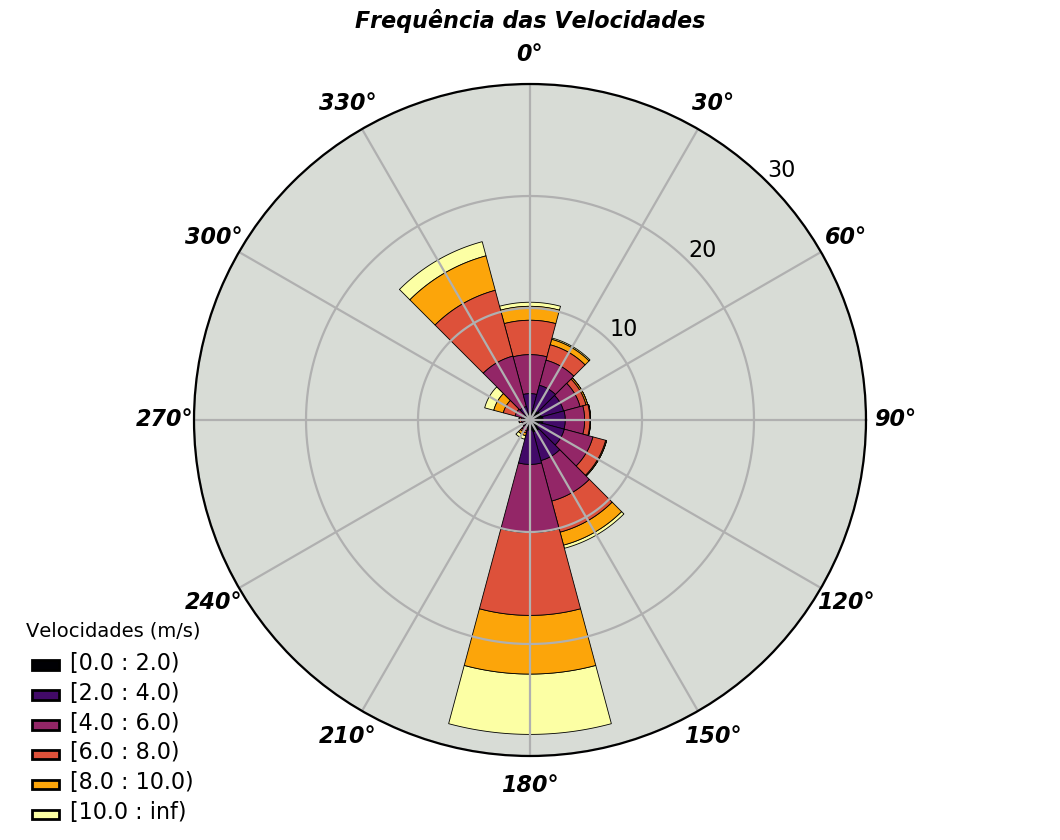 Frequência das Velocidades
0°
330°
30°
30
300°
60°
20
10
270°
90°
240°
120°
210°
150°
180°
Velocidades (m/s)
[0.0 : 2.0)
[2.0 : 4.0)
[4.0 : 6.0)
[6.0 : 8.0)
[8.0 : 10.0)
[10.0 : inf)